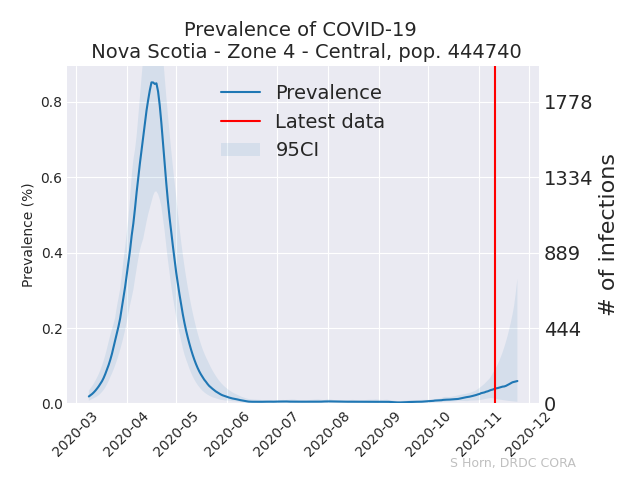 Prevalence of COVID-19
Nova Scotia - Zone 4 - Central, pop. 444740
Prevalence
Latest data
95CI
Prevalence (%)
0.8
0.6
0.4
0.2
0.0
1778
1334
889
444
0
# of infections
2020-03
2020-04
2020-05
2020-06
2020-07
2020-08
2020-09
2020-10
2020-11
2020-12
S Horn, DRDC CORA